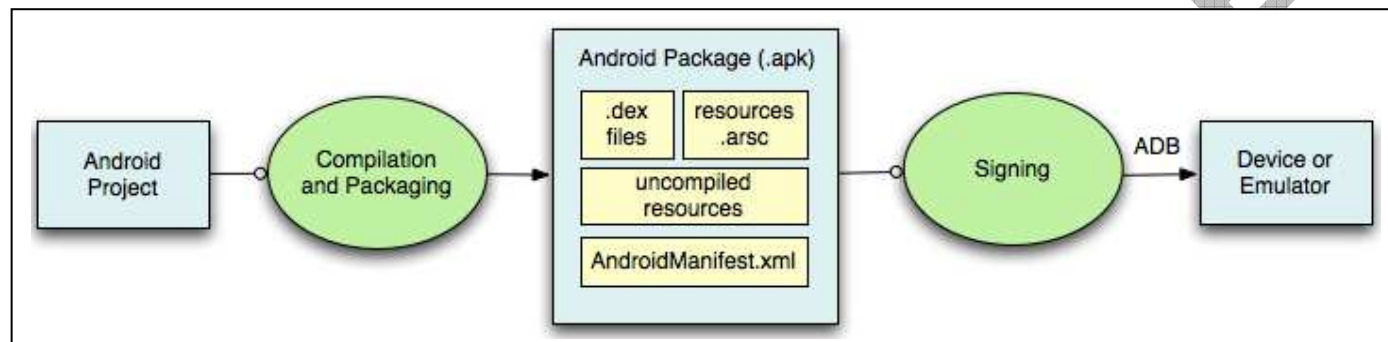 Android
Project
Compilation
and Packaging
Android Package (.apk)
.dex
files
resources
.arsc
uncompiled
resources
AndroidManifest.xml
Signing
ADB
Device or
Emulator